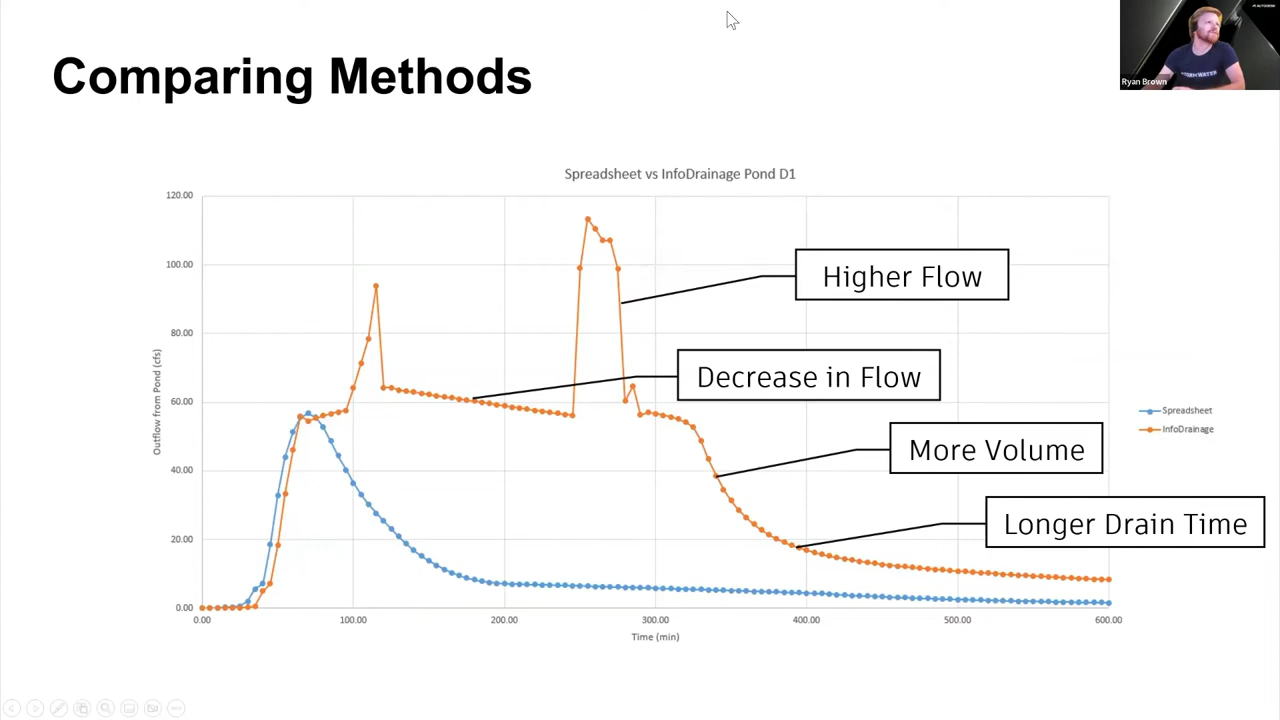 AUTODESK
Comparing Methods
STORMWATER
Ryan Brown
Spreadsheet vs InfoDrainage Pond D1
120.00
100.00
80.00
60.00
40.00
20.00
0.00
Outflow from Pond (cfs)
Higher Flow
Decrease in Flow
More Volume
Longer Drain Time
Spreadsheet
InfoDrainage
0.00 100.00 200.00 300.00 400.00 500.00 600.00
Time (min)